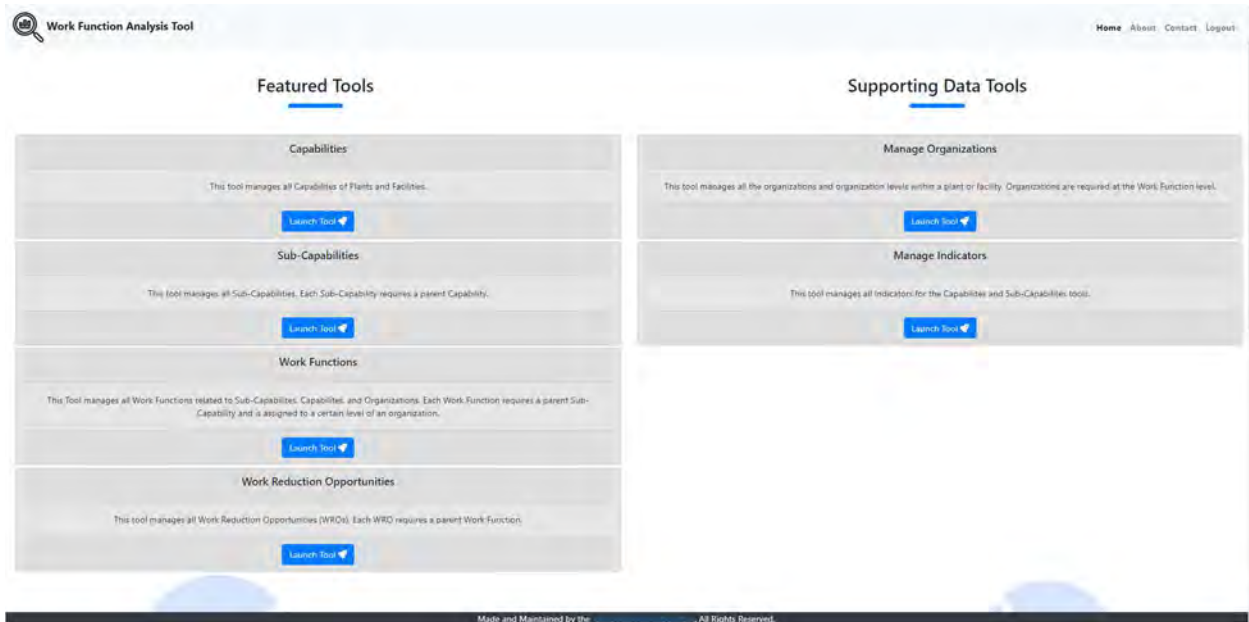 Work Function Analysis Tool
Home About Contact Logout
Featured Tools
Capabilities
This tool manages all Capabilites of Plants and Facilities.
Launch Tool
Sub-Capabilities
This tool manages all Sub-Capabilities. Each Sub-Capability requires a parent Capability.
Launch Tool
Work Functions
This Tool manages all Work Functions related to Sub-Capabilites, Capabilites, and Organizations. Each Work Function requires a parent Sub-
Capability and is assigned to a certain level of an organization.
Launch Tool
Work Reduction Opportunities
This tool manages all Work Reduction Opportunities (WROs). Each WRO requires a parent Work Function.
Launch Tool
Supporting Data Tools
Manage Organizations
This tool manages all the organizations and organization levels within a plant or facility. Organizations are required at the Work Function level.
Launch Tool
Manage Indicators
This tool manages all Indicators for the Capabilites and Sub-Capabilites tools.
Launch Tool
Made and Maintained by the . All Rights Reserved.